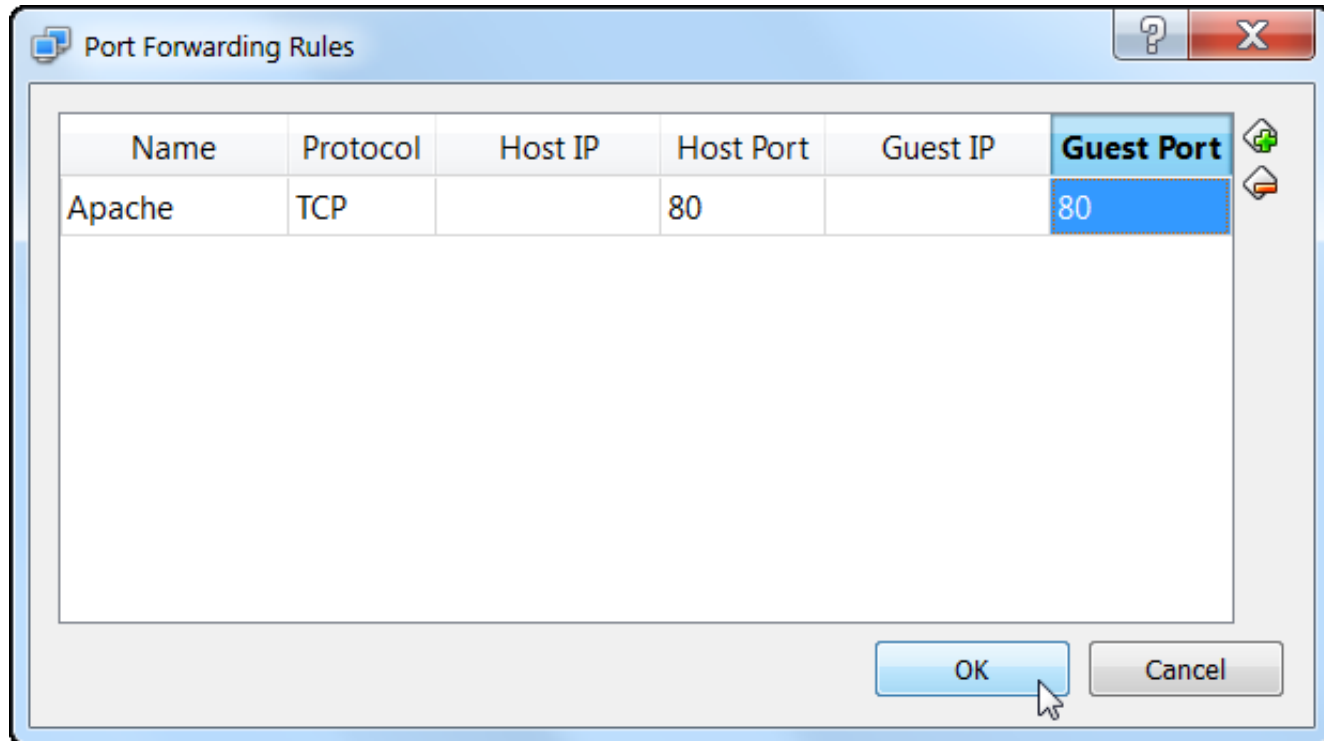 Port Forwarding Rules
Name Protocol Host IP Host Port Guest IP Guest Port
Apache TCP 80 80
OK Cancel